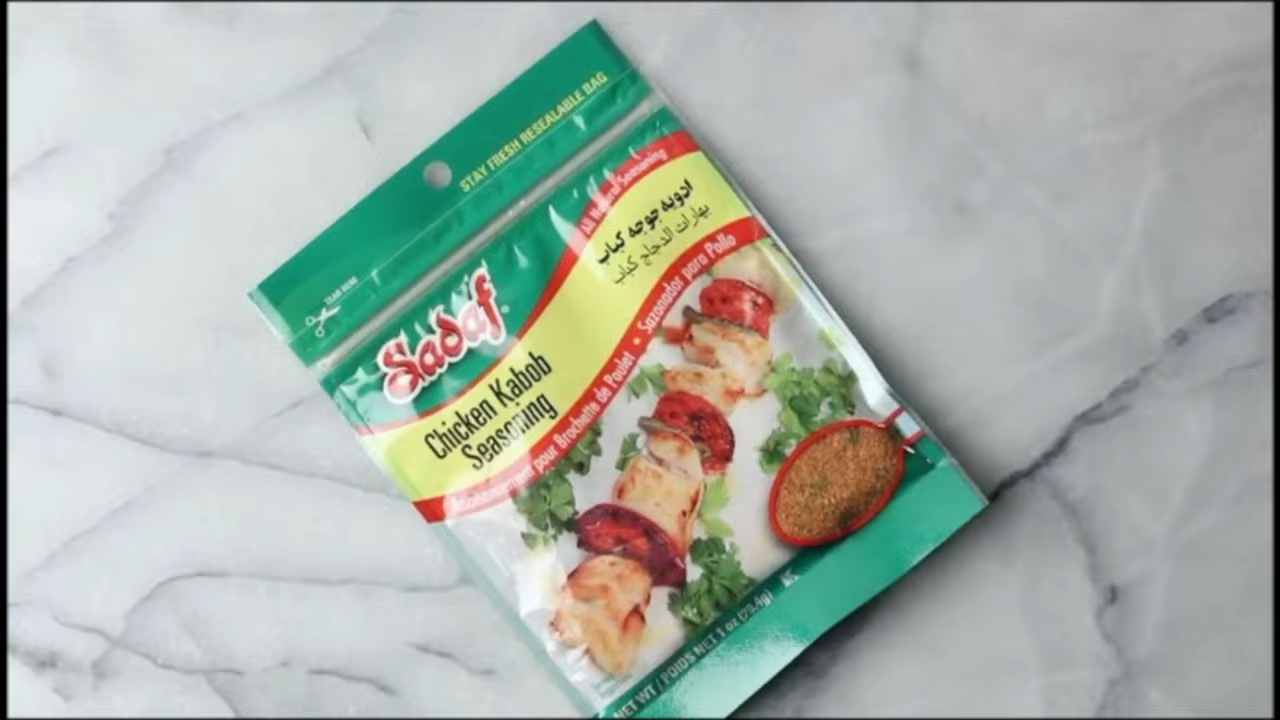 STAY FRESH RESEALABLE BAG
TEAR HERE
Sadaf
All Natural Seasoning
ادویه جوجه کباب
بهارات الدجاج كباب
Chicken Kabob
Seasoning
Assaisonnement pour Brochette de Poulet • Sazonador para Pollo
NET WT / POIDS NET 1 oz (29.4g)